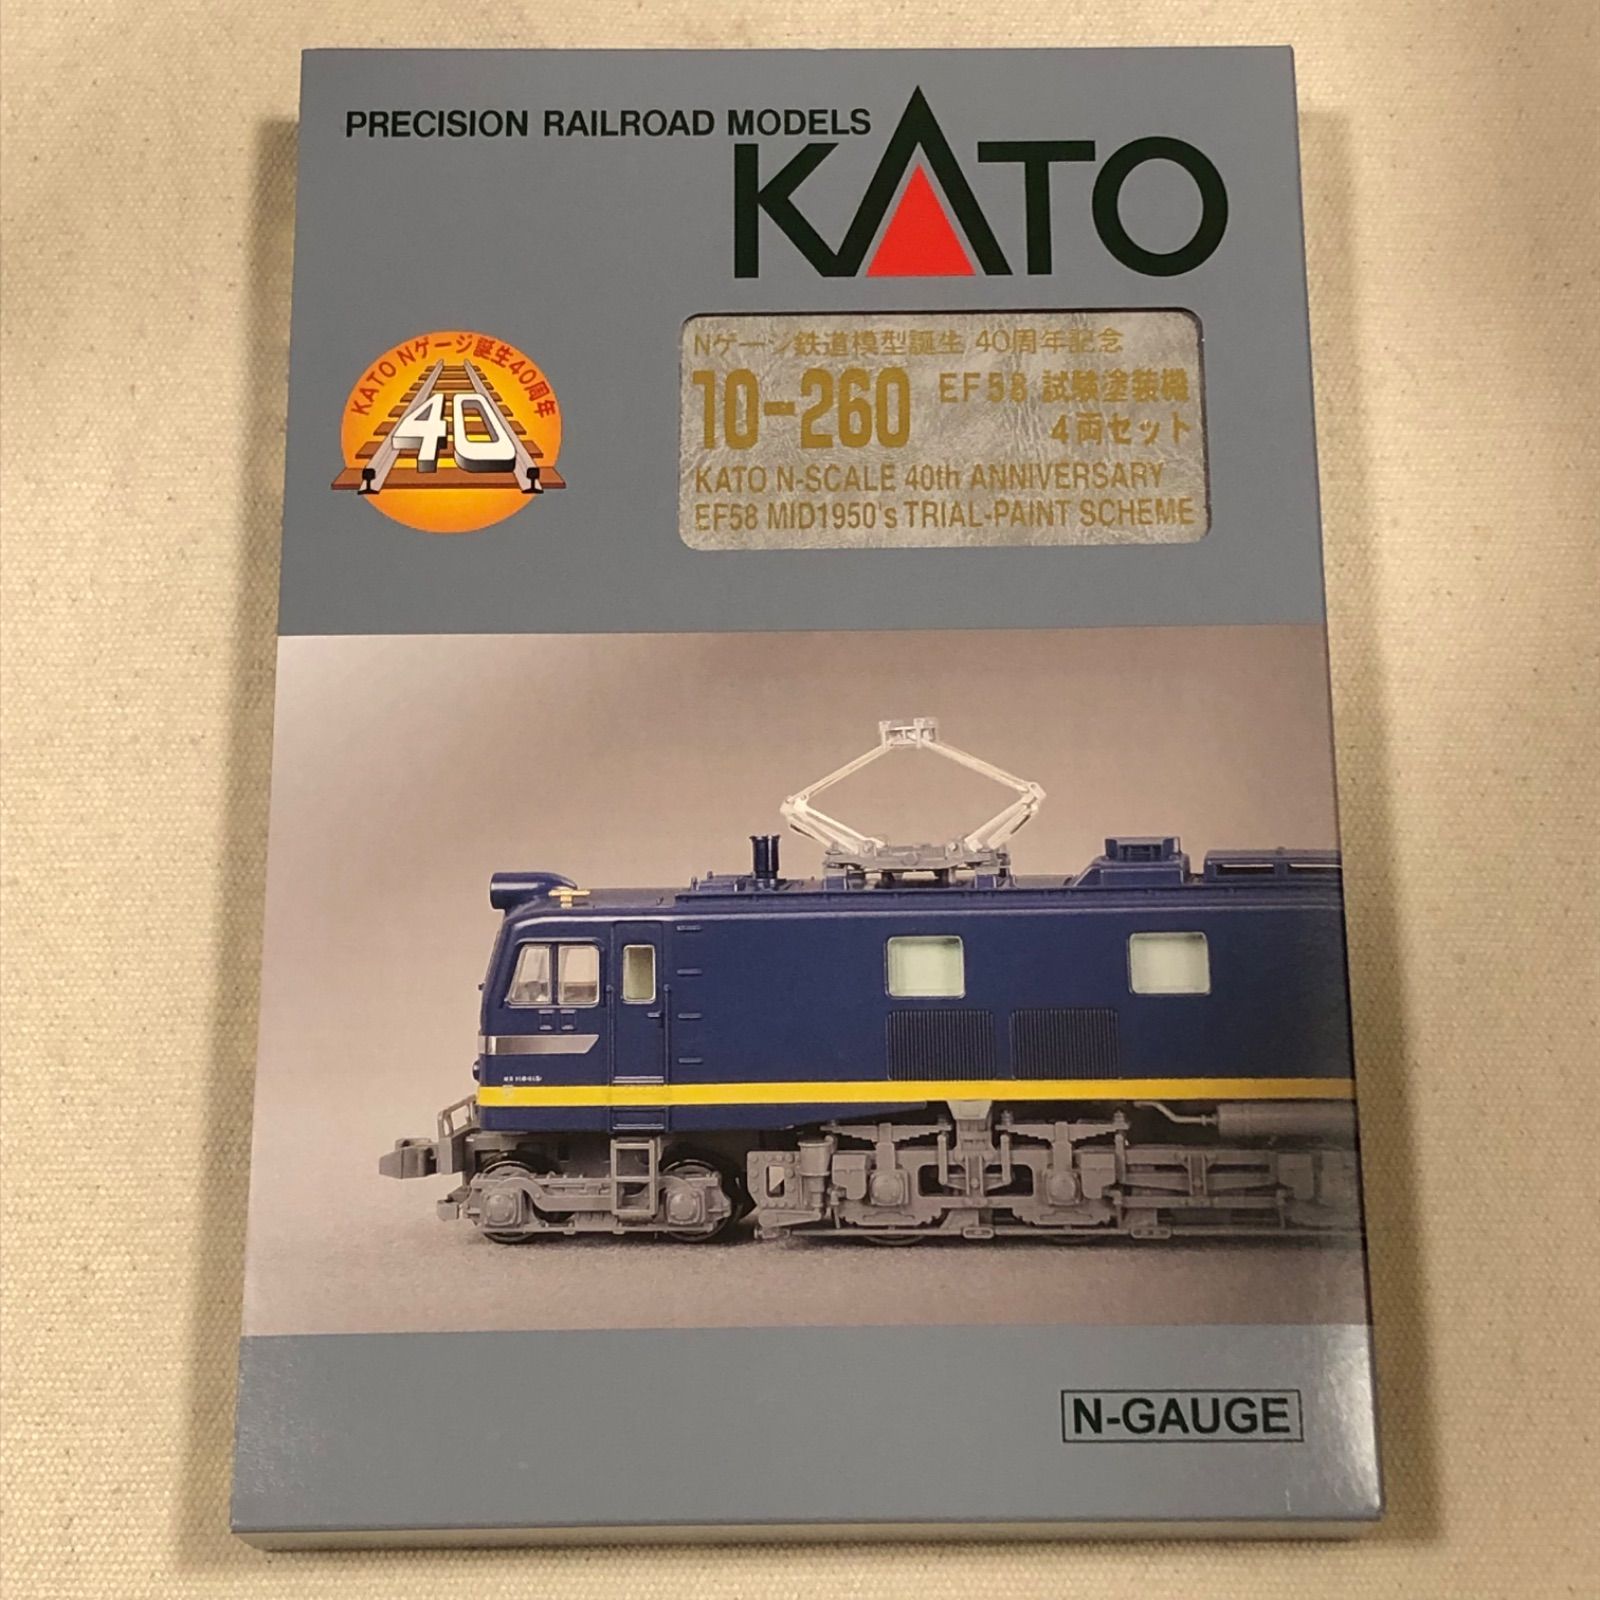 PRECISION RAILROAD MODELS
KATO
KATO Nゲージ誕生40周年
40
Nゲージ鉄道模型誕生 40周年記念
10-260 EF58 試験塗装機
4両セット
KATO N-SCALE 40th ANNIVERSARY
EF58 MID1950's TRIAL-PAINT SCHEME
N-GAUGE